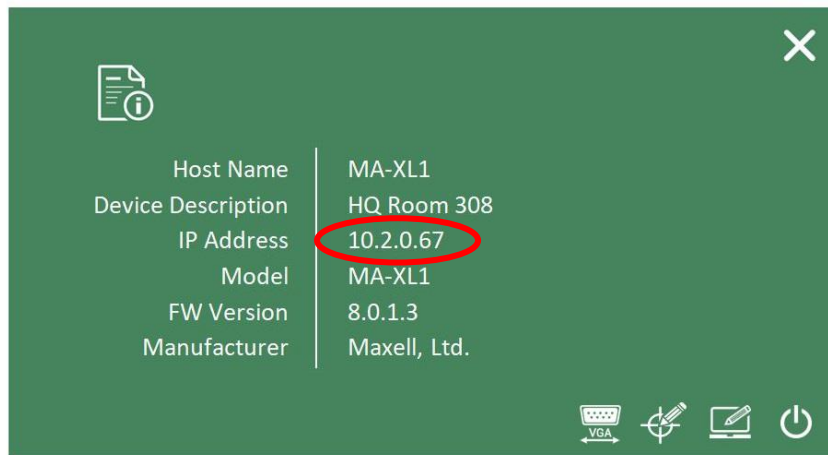 Host Name MA-XL1
Device Description HQ Room 308
IP Address 10.2.0.67
Model MA-XL1
FW Version 8.0.1.3
Manufacturer Maxell, Ltd.
VGA